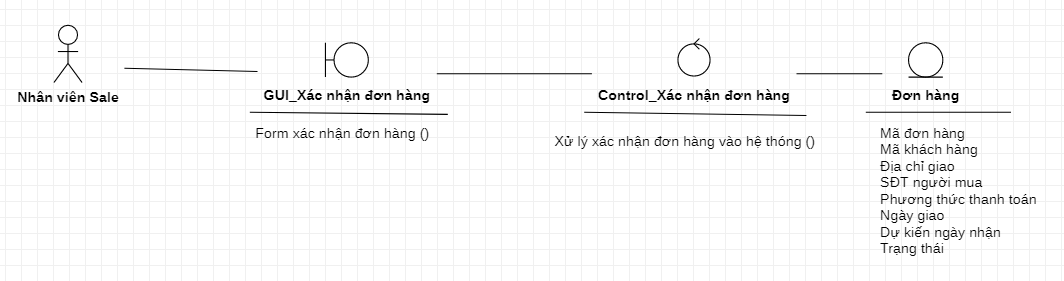 Nhân viên Sale
GUI_Xác nhận đơn hàng
Form xác nhận đơn hàng ()
Control_Xác nhận đơn hàng
Xử lý xác nhận đơn hàng vào hệ thóng ()
Đơn hàng
Mã đơn hàng
Mã khách hàng
Địa chỉ giao
SĐT người mua
Phương thức thanh toán
Ngày giao
Dự kiến ngày nhận
Trạng thái